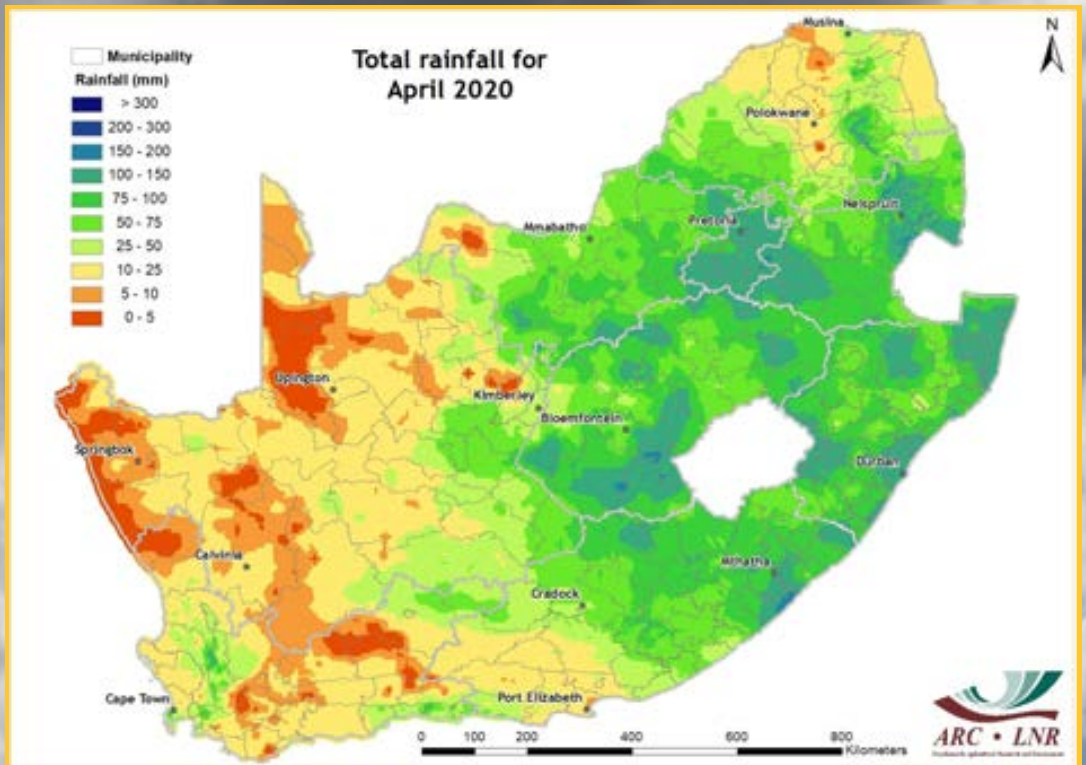 Total rainfall for
April 2020
N
Municipality
Rainfall (mm)
> 300
200 - 300
150 - 200
100 - 150
75 - 100
50 - 75
25 - 50
10 - 25
5 - 10
0 - 5
Musina
Polokwane
Nelspruit
Pretoria
Mmabatho
Upington
Kimberley
Bloemfontein
Springbok
Durban
Calvinia
Mthatha
Cradock
Cape Town
Port Elizabeth
0 100 200 400 600 800
Kilometers
ARC • LNR